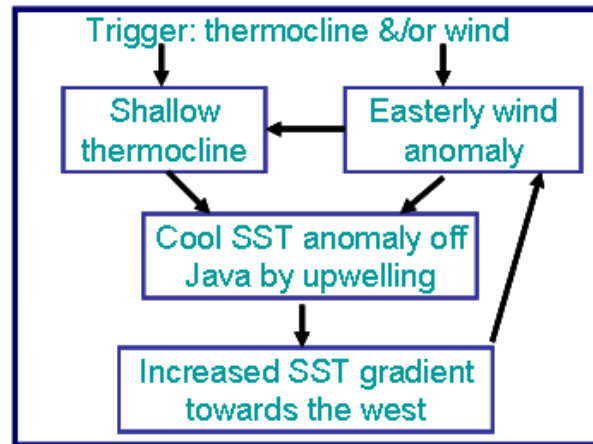 Trigger: thermocline &/or wind
Shallow
thermocline
Easterly wind
anomaly
Cool SST anomaly off
Java by upwelling
Increased SST gradient
towards the west